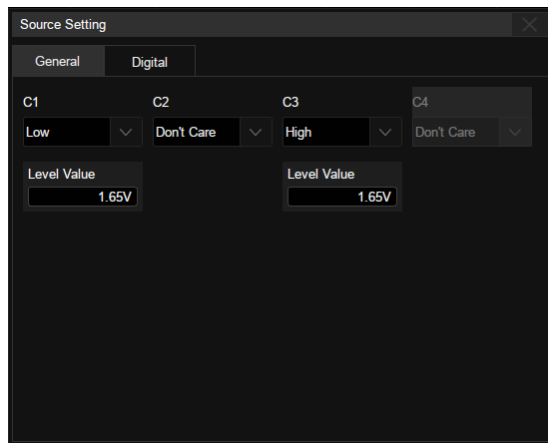 Source Setting
General Digital
C1 C2 C3 C4
Low Don't Care High Don't Care
Level Value Level Value
1.65V 1.65V